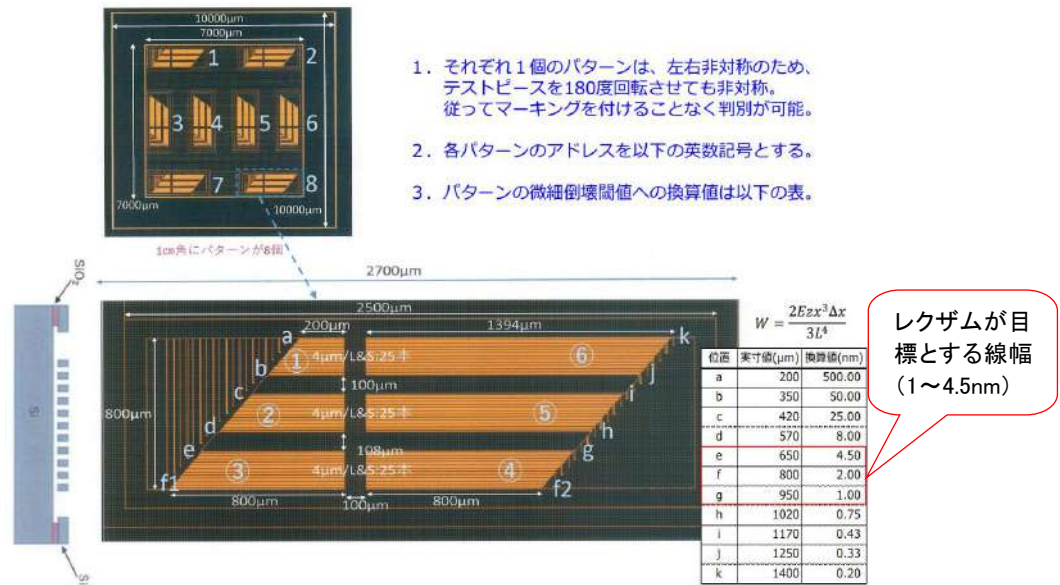 10000μm
7000μm
1
2
3
4
5
6
7
8
7000μm
10000μm
1cm角にパターンが8個
1．それぞれ１個のパターンは、左右非対称のため、
テストピースを180度回転させても非対称。
従ってマーキングを付けることなく判別が可能。
2．各パターンのアドレスを以下の英数記号とする。
3．パターンの微細倒壊閾値への換算値は以下の表。
SiO₂
Si
Si
2700μm
2500μm
200μm
1394μm
a
k
① 4μm/L&S:25本
⑥
b
j
100μm
c
i
800μm
② 4μm/L&S:25本
⑤
d
h
108μm
e
g
③ 4μm/L&S:25本
④
f1
f2
800μm
100μm
800μm
W = 2Ezx³Δx / 3L⁴
位置 実寸値(μm) 換算値(nm)
a 200 500.00
b 350 50.00
c 420 25.00
d 570 8.00
e 650 4.50
f 800 2.00
g 950 1.00
h 1020 0.75
i 1170 0.43
j 1250 0.33
k 1400 0.20
レクザムが目
標とする線幅
（1～4.5nm）